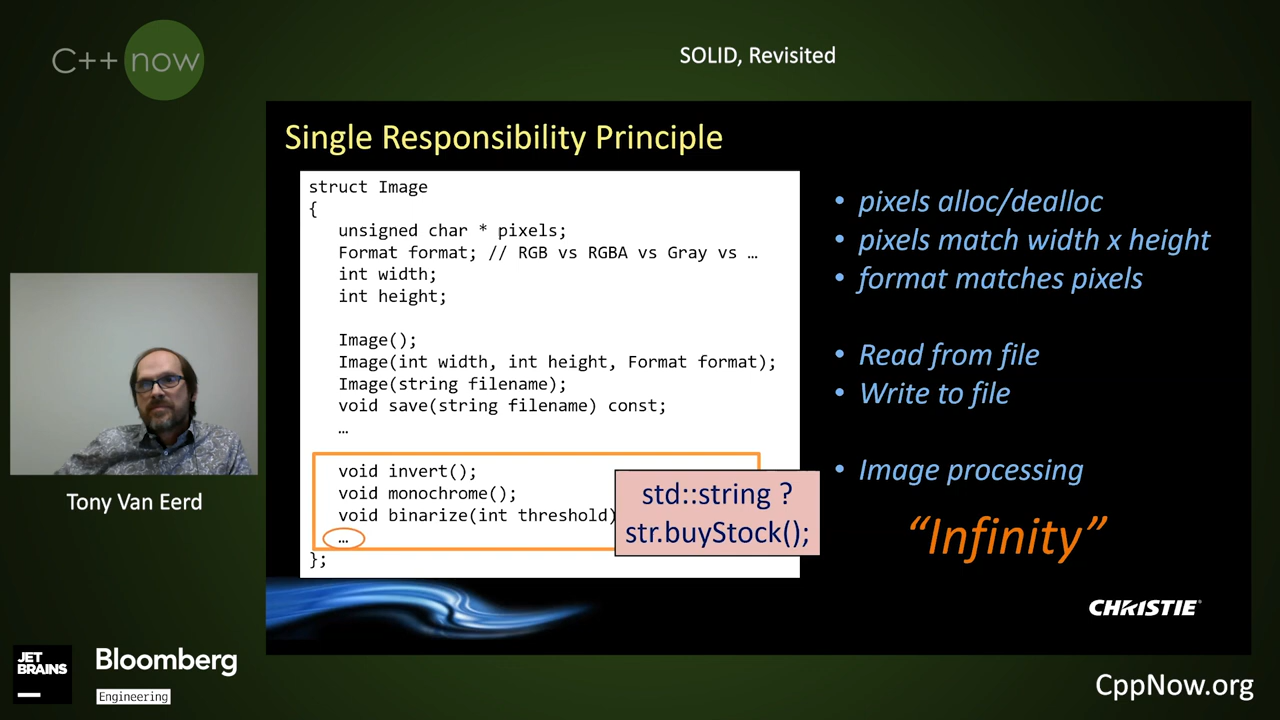 C++ now
SOLID, Revisited
Single Responsibility Principle
struct Image
{
unsigned char * pixels;
Format format; // RGB vs RGBA vs Gray vs …
int width;
int height;
Image();
Image(int width, int height, Format format);
Image(string filename);
void save(string filename) const;
…
void invert();
void monochrome();
void binarize(int threshold)
…
};
std::string ?
str.buyStock();
• pixels alloc/dealloc
• pixels match width x height
• format matches pixels
• Read from file
• Write to file
• Image processing
“Infinity”
CHRISTIE®
Tony Van Eerd
JET
BRAINS
Bloomberg
Engineering
CppNow.org